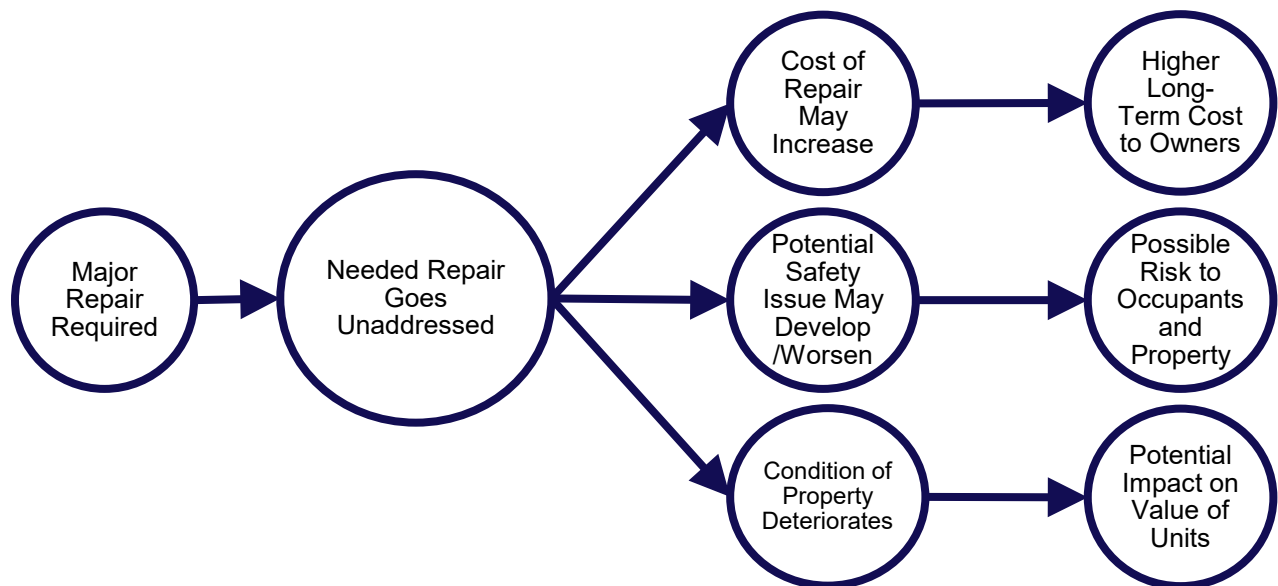 Major
Repair
Required
Needed Repair
Goes
Unaddressed
Cost of
Repair
May
Increase
Higher
Long-
Term Cost
to Owners
Potential
Safety
Issue May
Develop
/Worsen
Possible
Risk to
Occupants
and
Property
Condition of
Property
Deteriorates
Potential
Impact on
Value of
Units